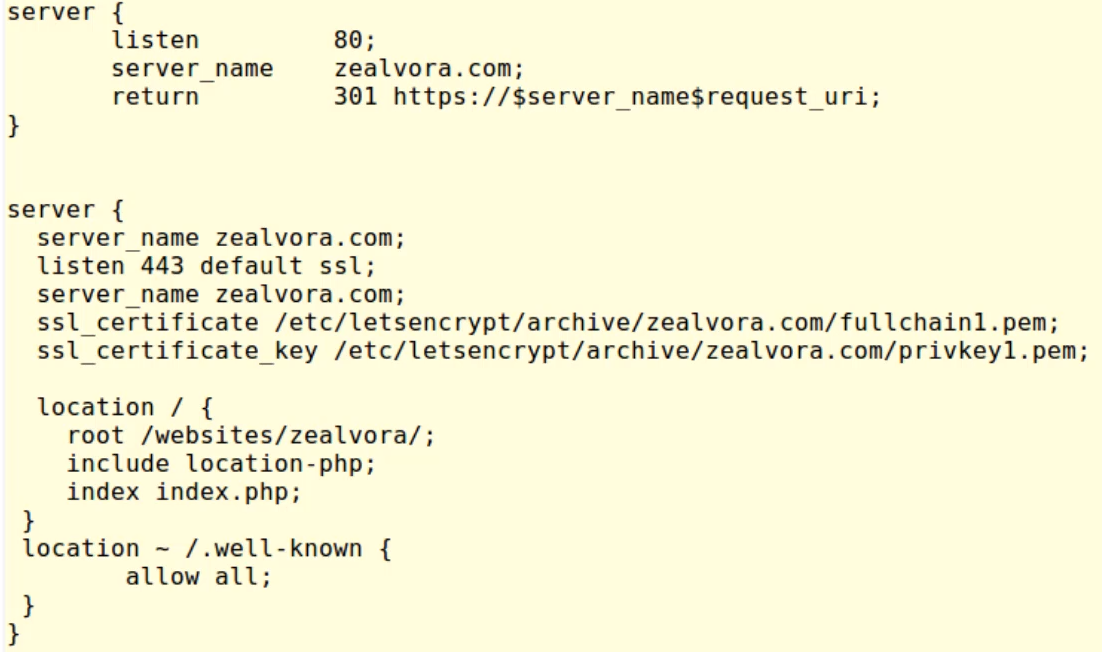 server {
        listen         80;
        server_name    zealvora.com;
        return         301 https://$server_name$request_uri;
}

server {
  server_name zealvora.com;
  listen 443 default ssl;
  server_name zealvora.com;
  ssl_certificate /etc/letsencrypt/archive/zealvora.com/fullchain1.pem;
  ssl_certificate_key /etc/letsencrypt/archive/zealvora.com/privkey1.pem;

  location / {
    root /websites/zealvora/;
    include location-php;
    index index.php;
 }
 location ~ /.well-known {
        allow all;
 }
}